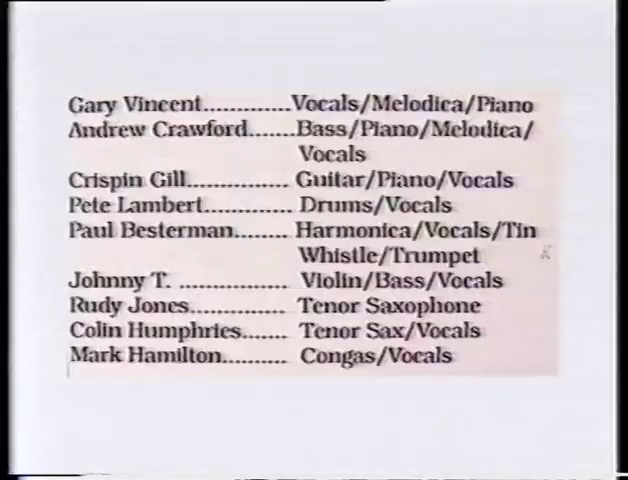 Gary Vincent.............Vocals/Melodica/Piano
Andrew Crawford.......Bass/Piano/Melodica/
Vocals
Crispin Gill............... Guitar/Piano/Vocals
Pete Lambert............. Drums/Vocals
Paul Besterman........ Harmonica/Vocals/Tin
Whistle/Trumpet
Johnny T. ................ Violin/Bass/Vocals
Rudy Jones.............. Tenor Saxophone
Colin Humphries....... Tenor Sax/Vocals
Mark Hamilton.......... Congas/Vocals